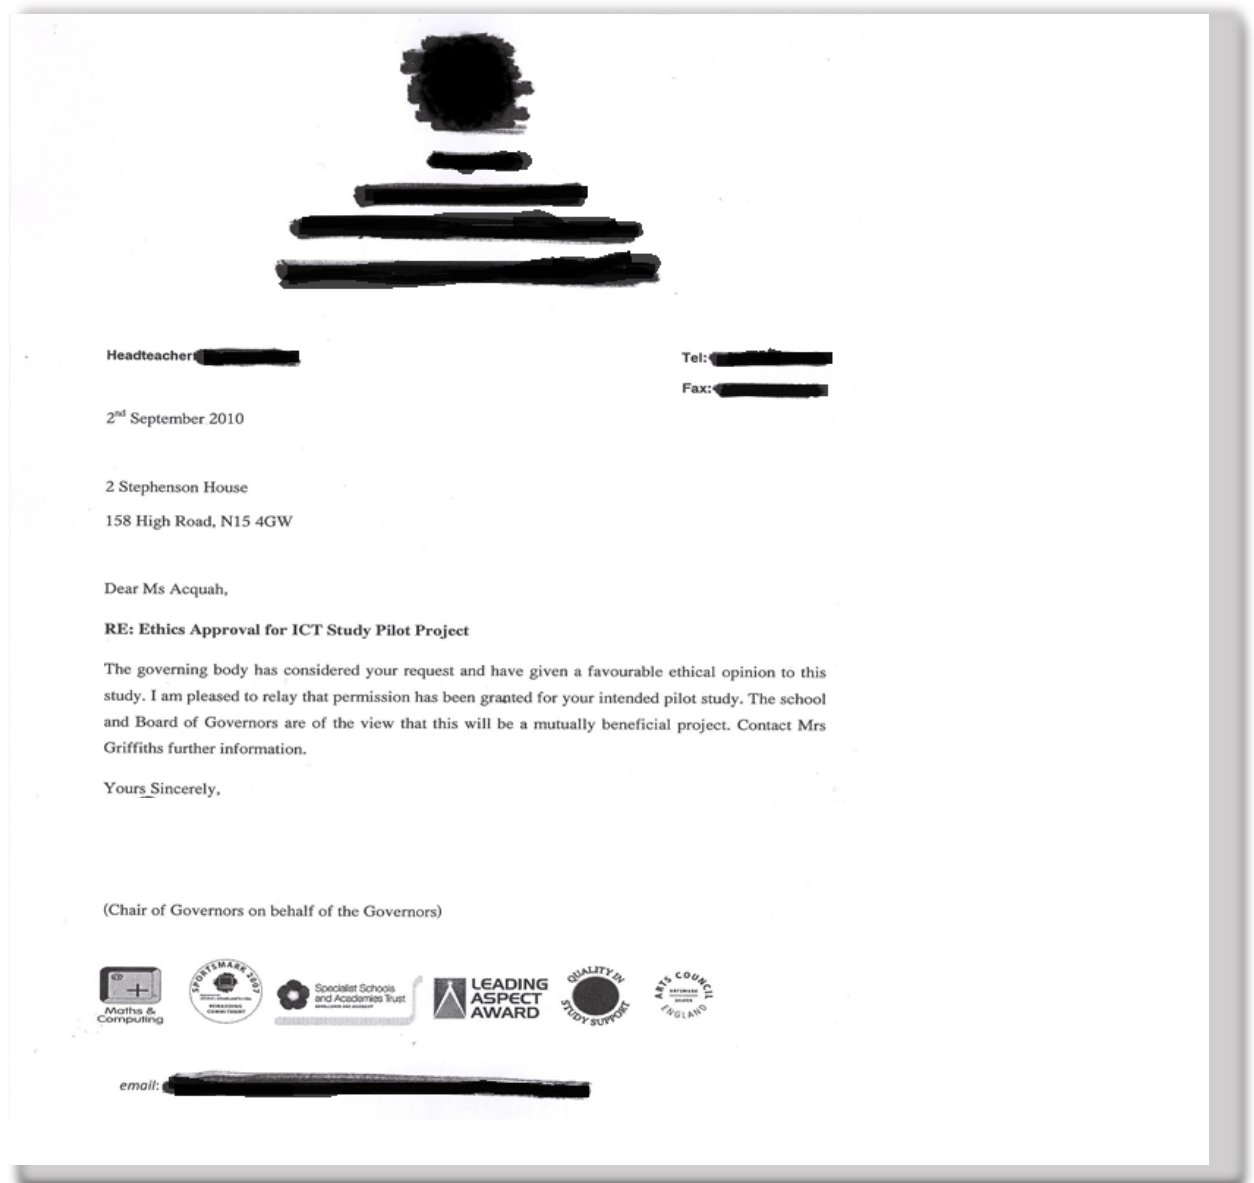 Headteacher:
Tel:
Fax:
2nd September 2010
2 Stephenson House
158 High Road, N15 4GW
Dear Ms Acquah,
RE: Ethics Approval for ICT Study Pilot Project
The governing body has considered your request and have given a favourable ethical opinion to this
study. I am pleased to relay that permission has been granted for your intended pilot study. The school
and Board of Governors are of the view that this will be a mutually beneficial project. Contact Mrs
Griffiths further information.
Yours Sincerely,
(Chair of Governors on behalf of the Governors)
Maths &
Computing
SPORTSMARK 2007
REWARDING
COMMITMENT
Specialist Schools
and Academies Trust
LEADING
ASPECT
AWARD
QUALITY IN
STUDY SUPPORT
ARTS COUNCIL
ARTSMARK
SILVER
ENGLAND
email: